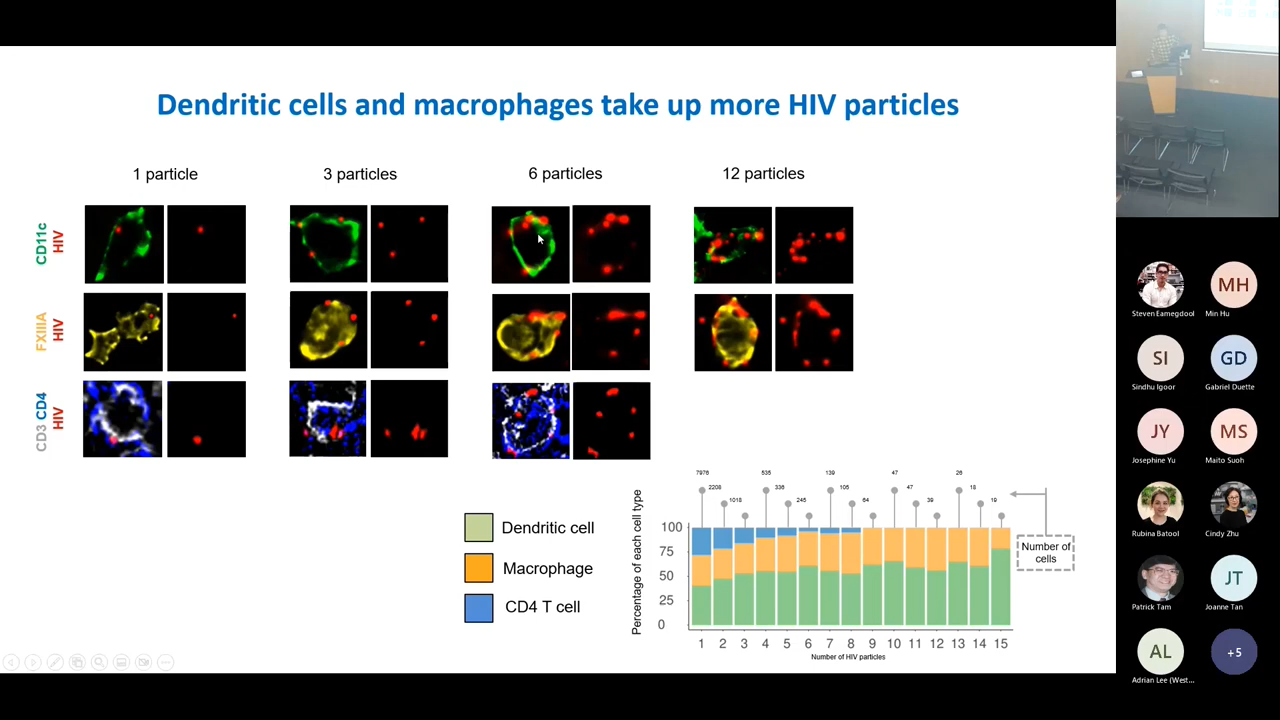 Dendritic cells and macrophages take up more HIV particles
1 particle
3 particles
6 particles
12 particles
CD11c
HIV
FXIIIA
HIV
CD3 CD4
HIV
Dendritic cell
Macrophage
CD4 T cell
Percentage of each cell type
7976
2208
1018
535
336
245
139
105
64
47
47
39
26
18
19
100
75
50
25
0
1 2 3 4 5 6 7 8 9 10 11 12 13 14 15
Number of HIV particles
Number of
cells
Steven Eamegdool
MH
Min Hu
SI
Sindhu Igoor
GD
Gabriel Duette
JY
Josephine Yu
MS
Maito Suoh
Rubina Batool
Cindy Zhu
Patrick Tam
JT
Joanne Tan
AL
Adrian Lee (West...
+5